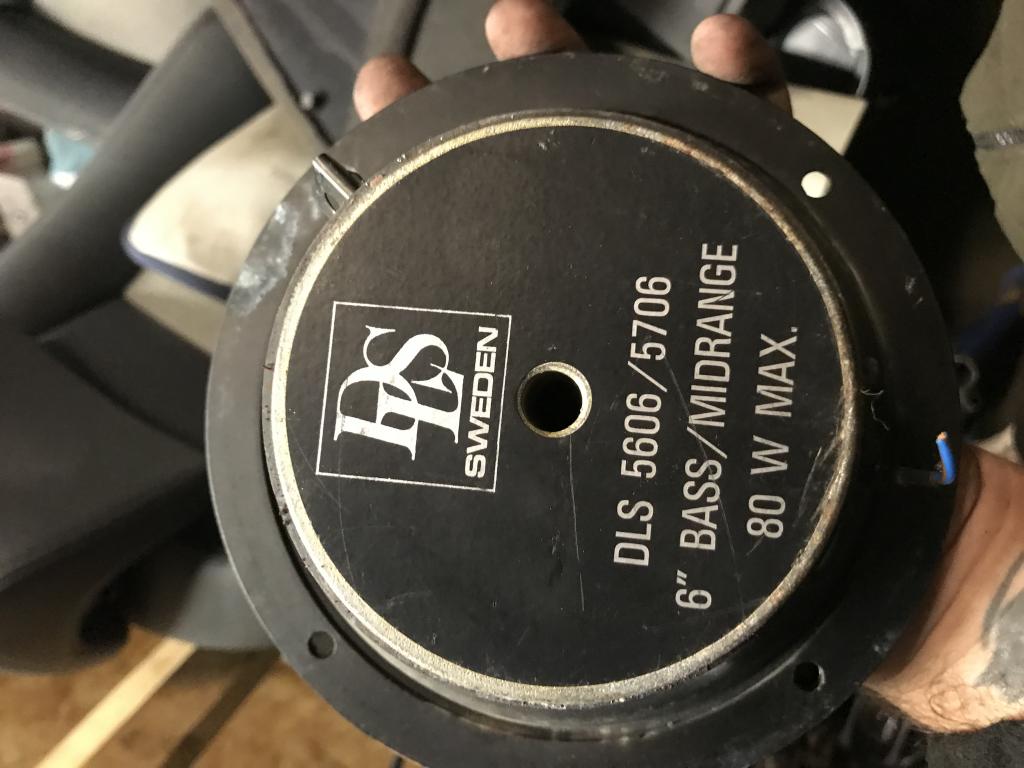 DLS
SWEDEN
DLS 5606/5706
6" BASS/MIDRANGE
80 W MAX.